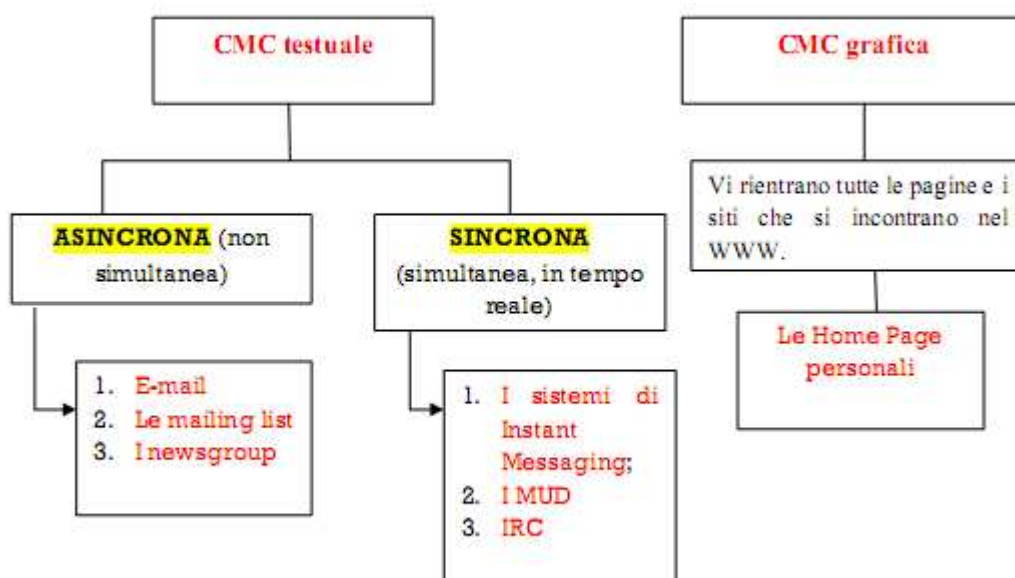 CMC testuale
CMC grafica
ASINCRONA (non
simultanea)
SINCRONA
(simultanea, in tempo
reale)
Vi rientrano tutte le pagine e i
siti che si incontrano nel
WWW.
1. E-mail
2. Le mailing list
3. I newsgroup
1. I sistemi di
Instant
Messaging;
2. I MUD
3. IRC
Le Home Page
personali